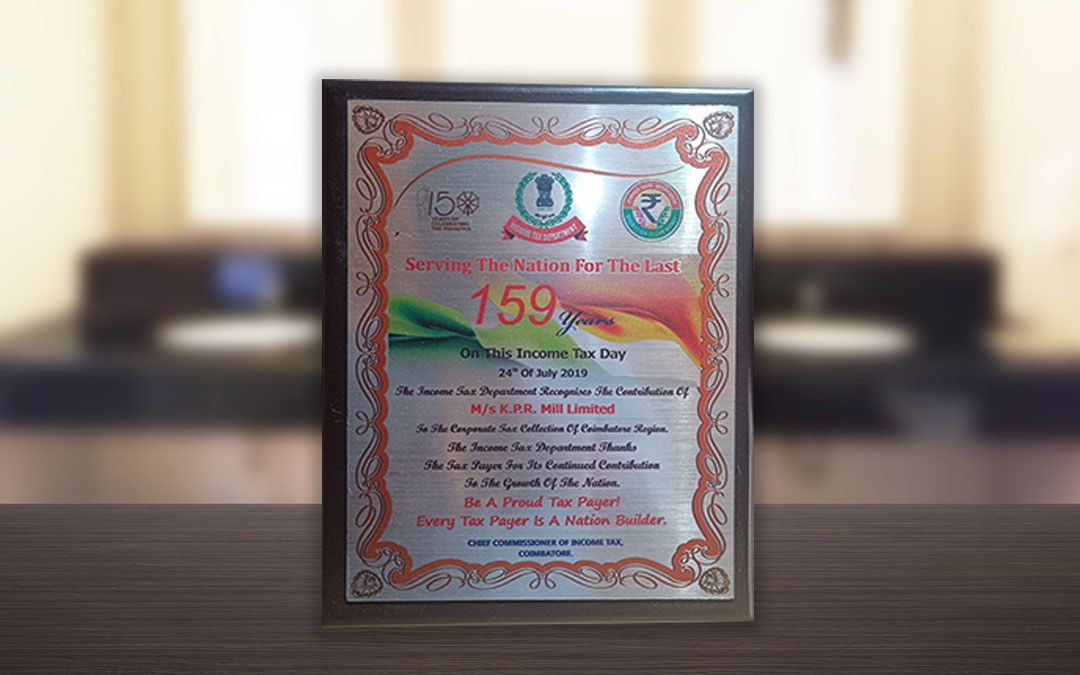 150
YEARS OF
CELEBRATING
THE MAHATMA
INCOME TAX DEPARTMENT
₹
Serving The Nation For The Last
159 Years
On This Income Tax Day
24th Of July 2019
The Income Tax Department Recognises The Contribution Of
M/s K.P.R. Mill Limited
To The Corporate Tax Collection Of Coimbatore Region.
The Income Tax Department Thanks
The Tax Payer For Its Continued Contribution
To The Growth Of The Nation.
Be A Proud Tax Payer!
Every Tax Payer Is A Nation Builder.
CHIEF COMMISSIONER OF INCOME TAX,
COIMBATORE.